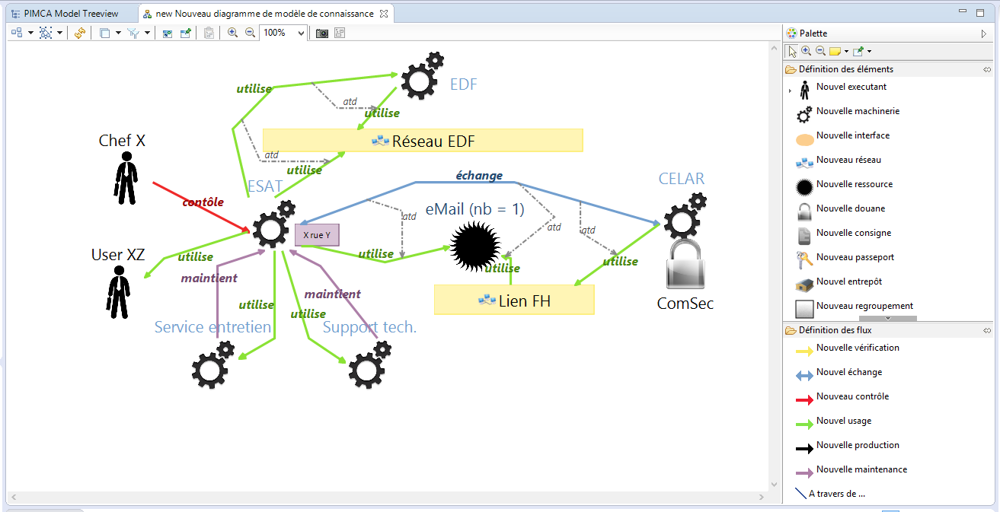 PIMCA Model Treeview
new Nouveau diagramme de modèle de connaissance
100%
EDF
utilise
atd
utilise
Chef X
Réseau EDF
atd
utilise
échange
ESAT
CELAR
contôle
eMail (nb = 1)
atd
atd
atd
X rue Y
User XZ
utilise
utilise
utilise
utilise
maintient
maintient
Lien FH
ComSec
utilise
utilise
Service entretien
Support tech.
Palette
Définition des éléments
Nouvel executant
Nouvelle machinerie
Nouvelle interface
Nouveau réseau
Nouvelle ressource
Nouvelle douane
Nouvelle consigne
Nouveau passeport
Nouvel entrepôt
Nouveau regroupement
Définition des flux
Nouvelle vérification
Nouvel échange
Nouveau contrôle
Nouvel usage
Nouvelle production
Nouvelle maintenance
A travers de ...